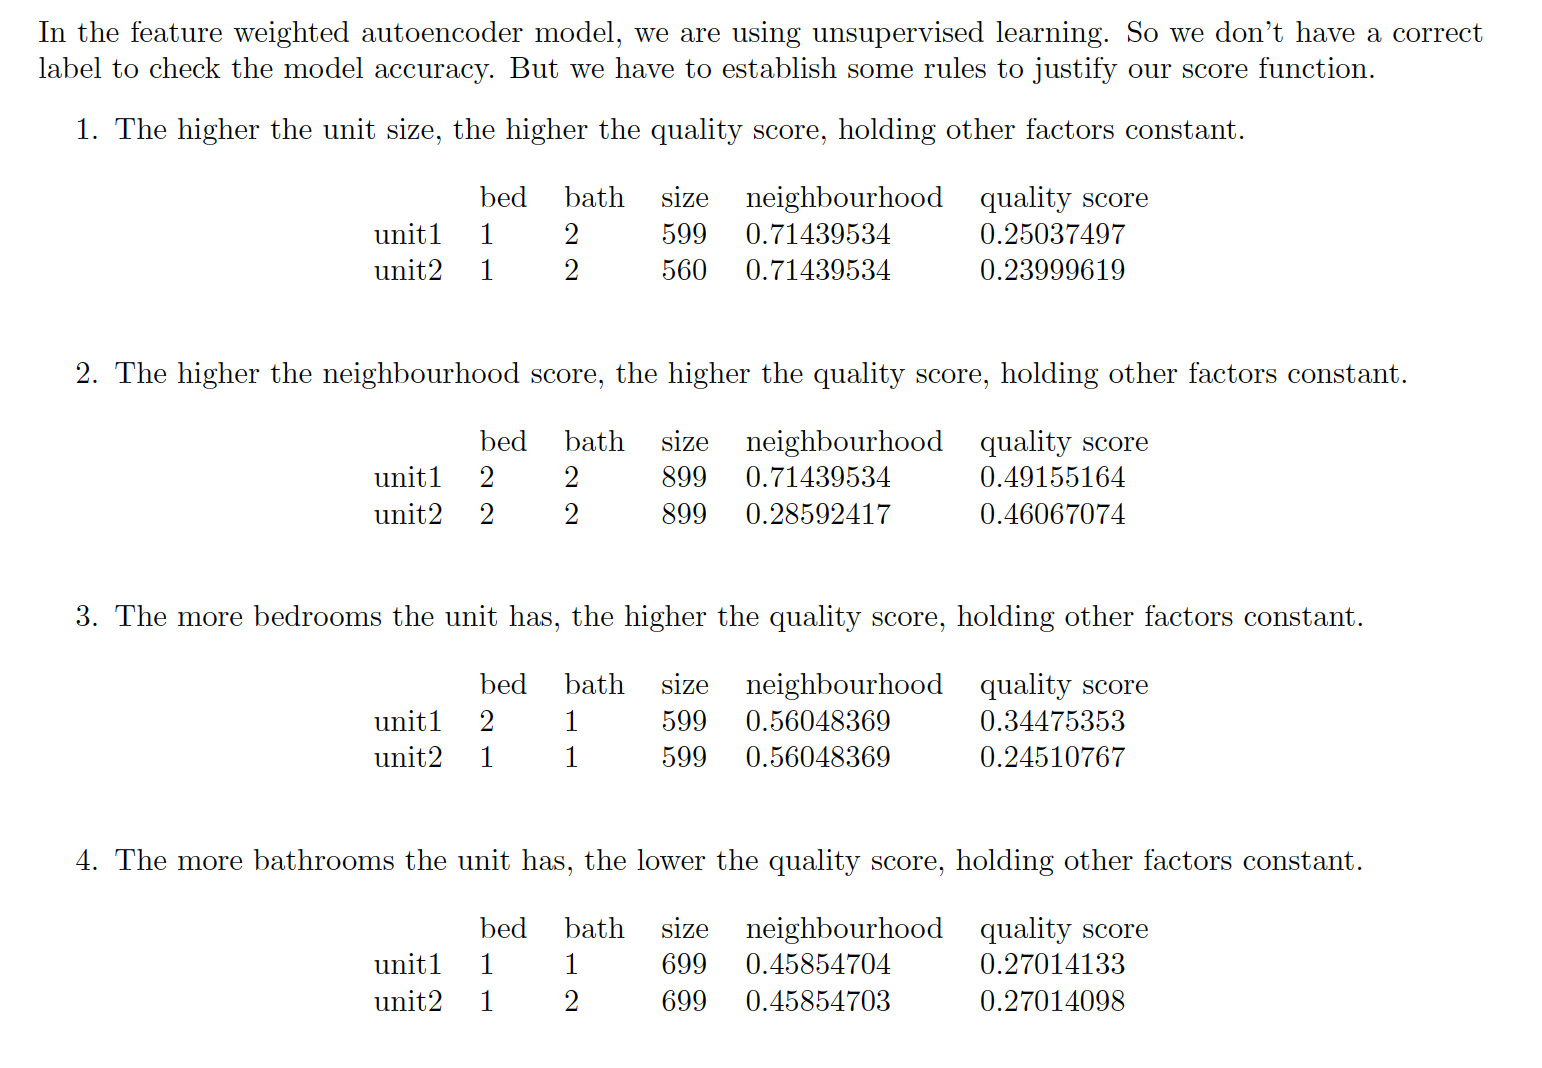 In the feature weighted autoencoder model, we are using unsupervised learning. So we don't have a correct
label to check the model accuracy. But we have to establish some rules to justify our score function.
1. The higher the unit size, the higher the quality score, holding other factors constant.
bed bath size neighbourhood quality score
unit1 1 2 599 0.71439534 0.25037497
unit2 1 2 560 0.71439534 0.23999619
2. The higher the neighbourhood score, the higher the quality score, holding other factors constant.
bed bath size neighbourhood quality score
unit1 2 2 899 0.71439534 0.49155164
unit2 2 2 899 0.28592417 0.46067074
3. The more bedrooms the unit has, the higher the quality score, holding other factors constant.
bed bath size neighbourhood quality score
unit1 2 1 599 0.56048369 0.34475353
unit2 1 1 599 0.56048369 0.24510767
4. The more bathrooms the unit has, the lower the quality score, holding other factors constant.
bed bath size neighbourhood quality score
unit1 1 1 699 0.45854704 0.27014133
unit2 1 2 699 0.45854703 0.27014098